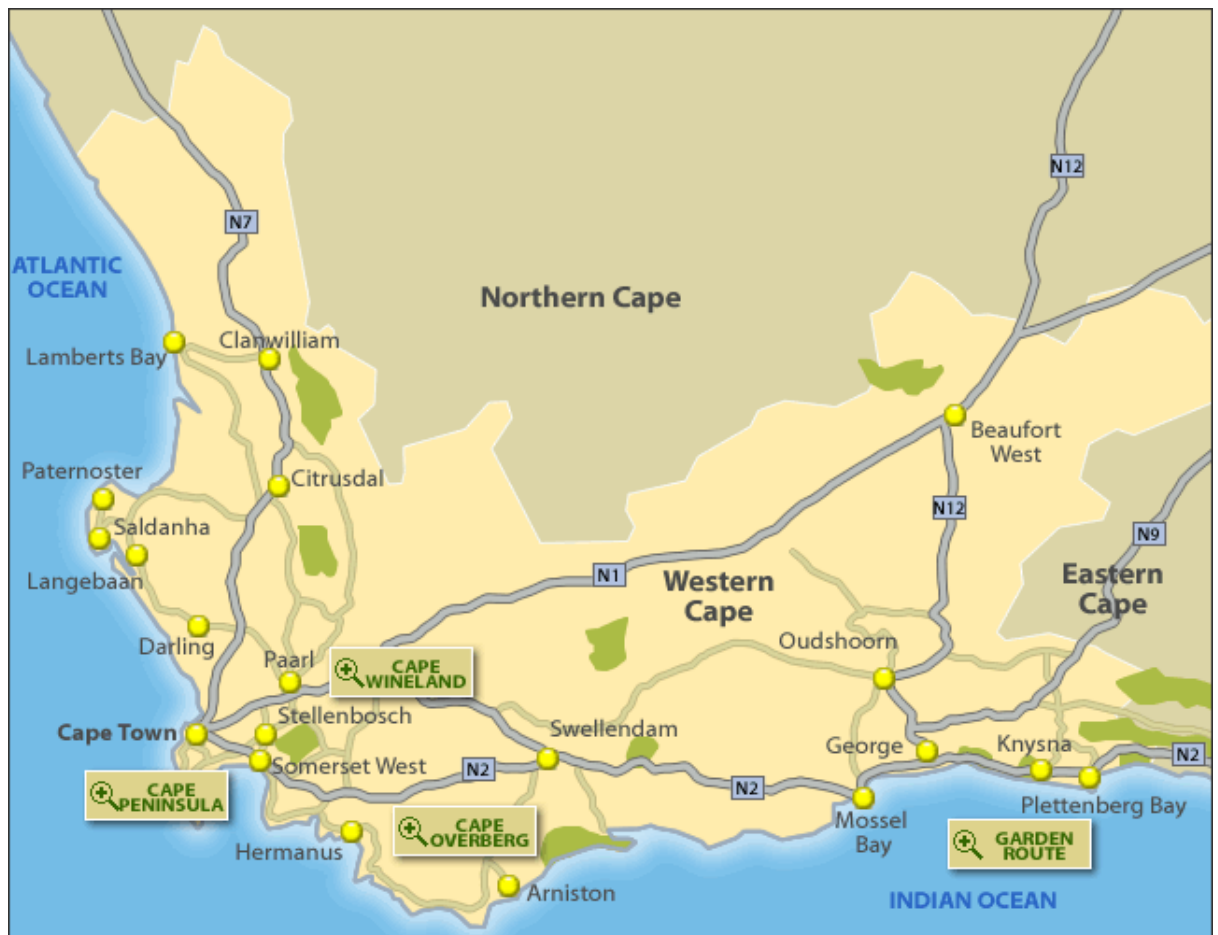 N12
N7
ATLANTIC
OCEAN
Northern Cape
Clanwilliam
Lamberts Bay
Beaufort
West
Paternoster
Citrusdal
N12
Saldanha
N9
Langebaan
N1
Western
Cape
Eastern
Cape
Darling
Oudshoorn
Paarl
CAPE
WINELAND
Stellenbosch
Cape Town
Swellendam
George
Knysna
N2
Somerset West
N2
N2
CAPE
PENINSULA
Plettenberg Bay
Mossel
Bay
CAPE
OVERBERG
GARDEN
ROUTE
Hermanus
Arniston
INDIAN OCEAN